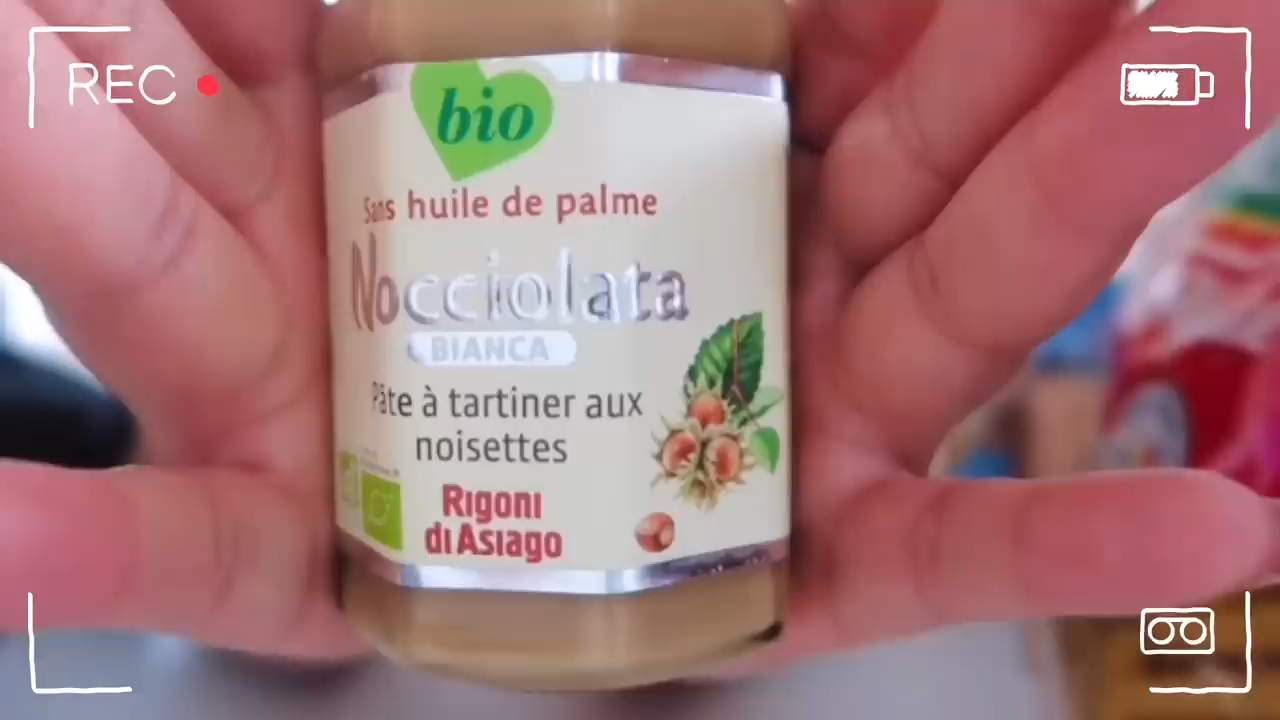 REC
bio
Sans huile de palme
Nocciolata
BIANCA
Pâte à tartiner aux
noisettes
Rigoni
di Asiago